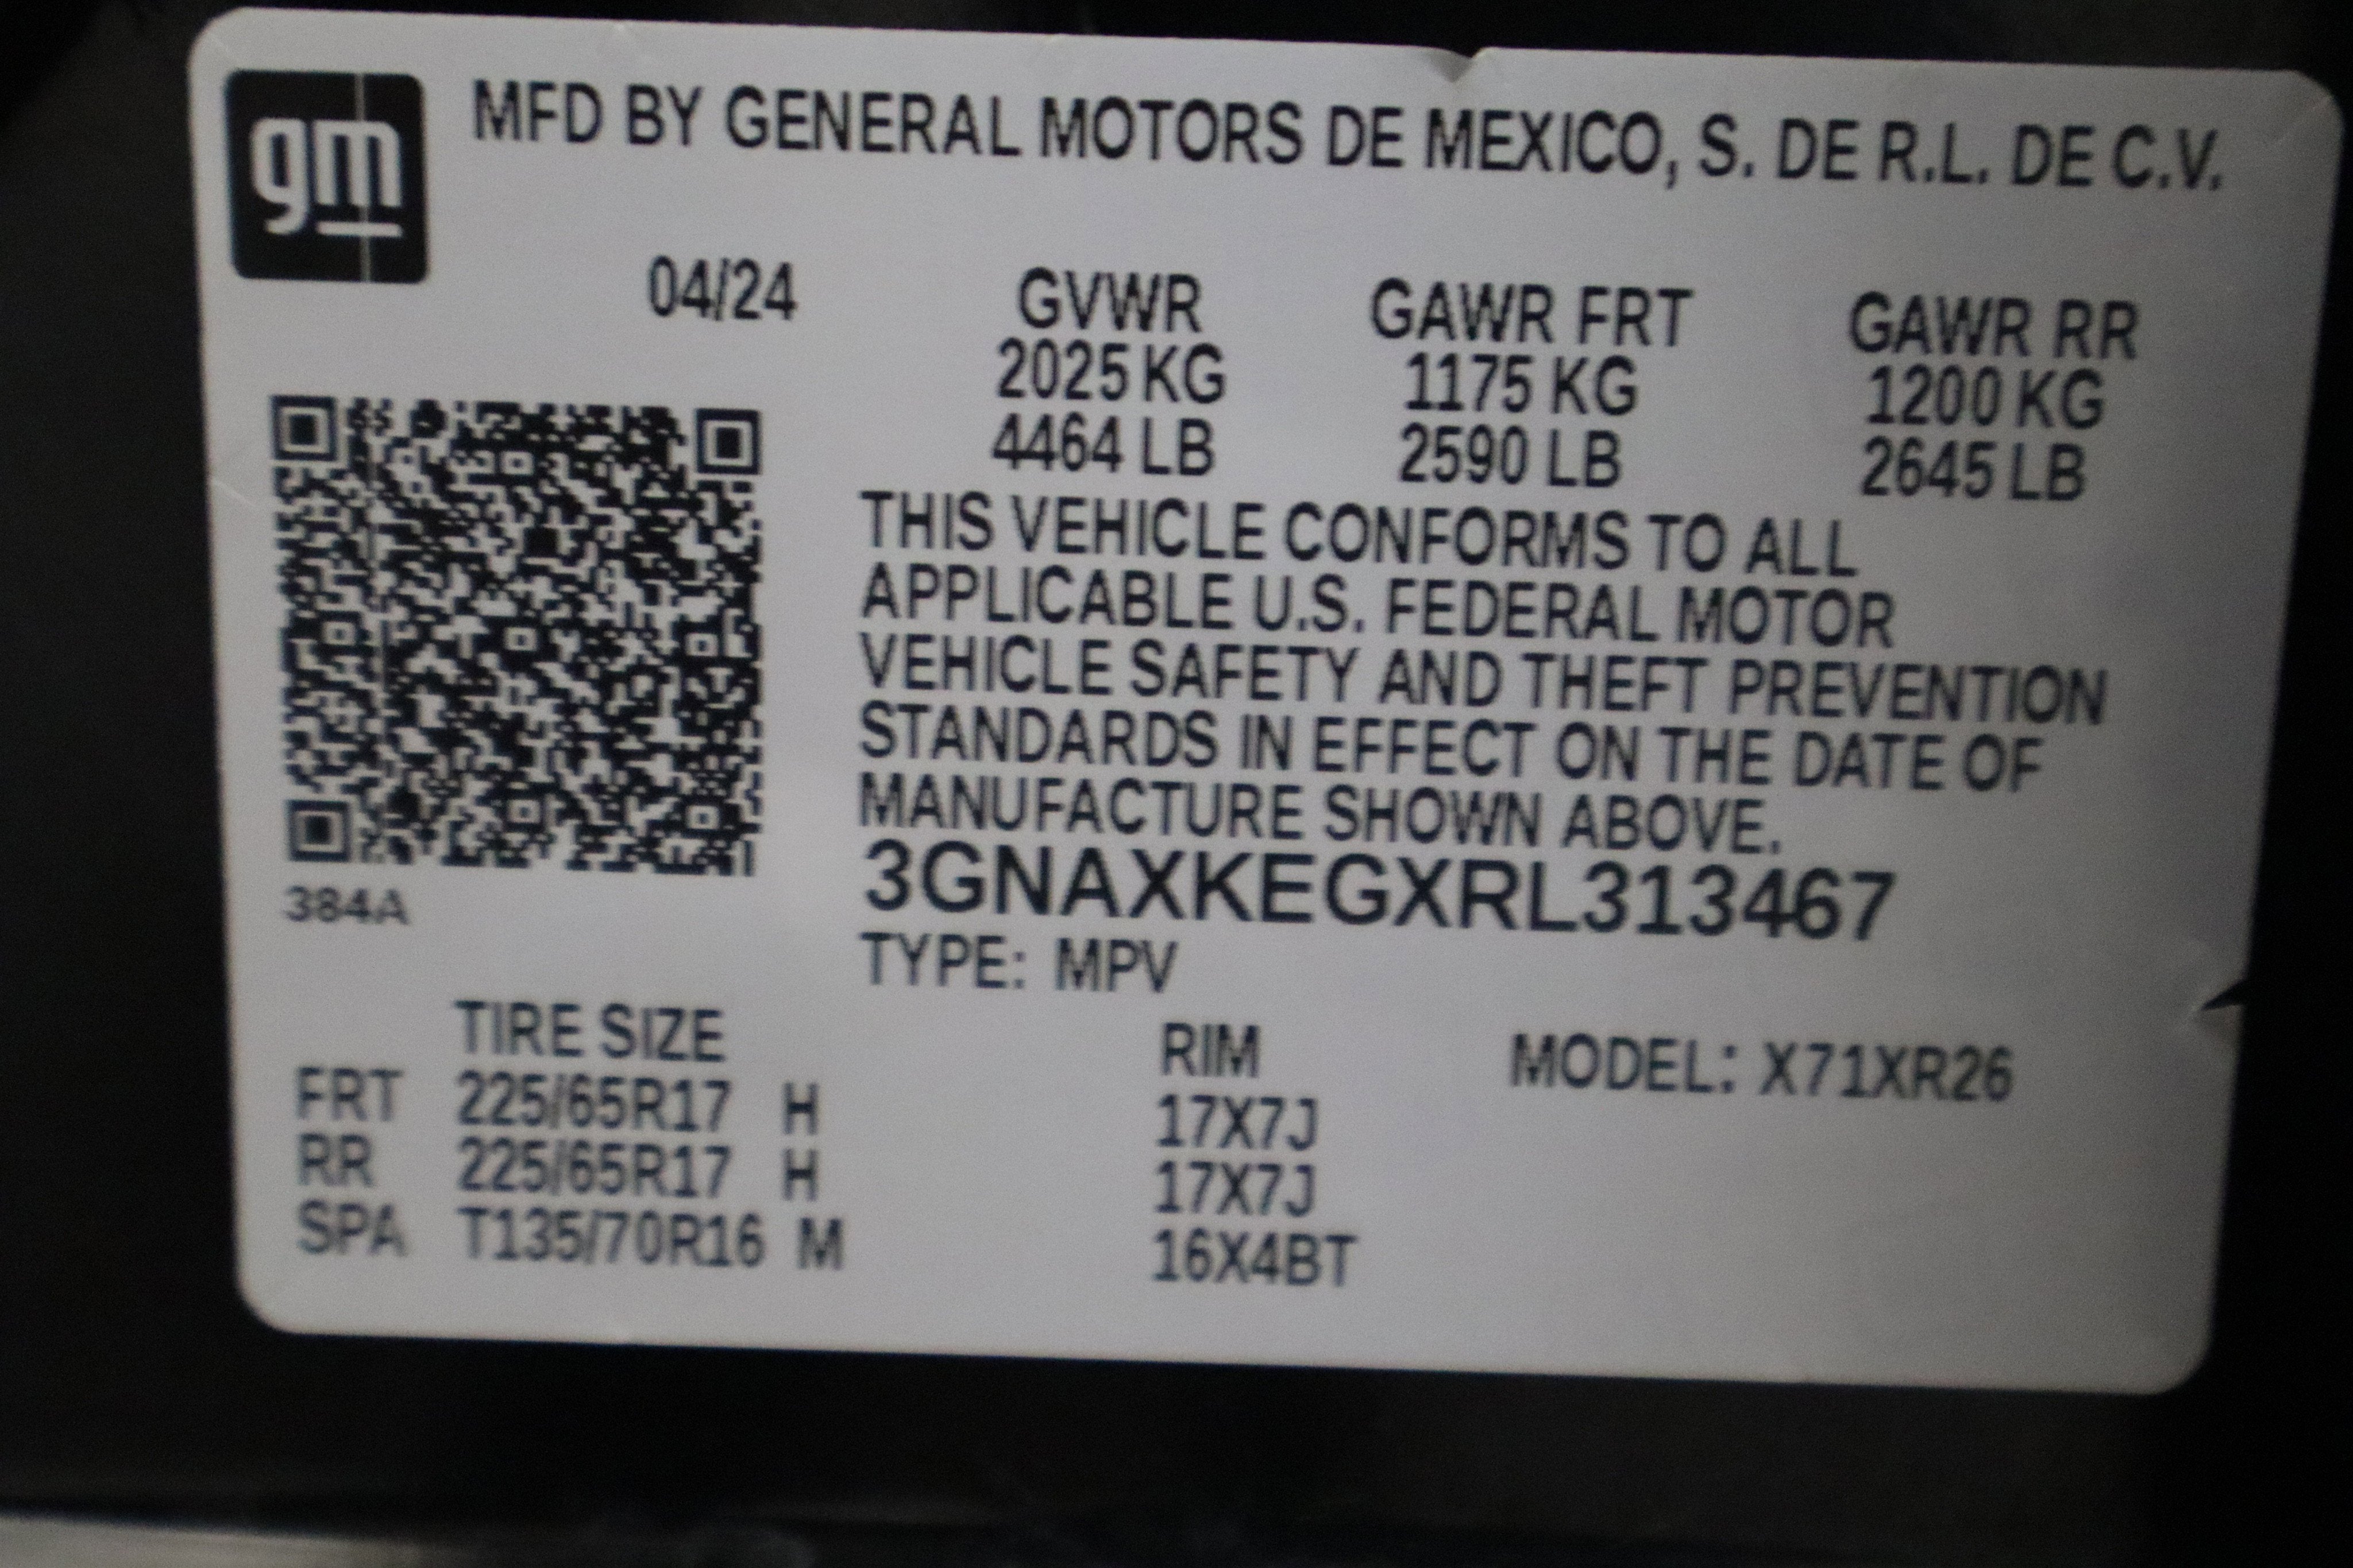 gm
MFD BY GENERAL MOTORS DE MEXICO, S. DE R.L. DE C.V.
04/24 GVWR GAWR FRT GAWR RR
2025 KG 1175 KG 1200 KG
4464 LB 2590 LB 2645 LB
THIS VEHICLE CONFORMS TO ALL
APPLICABLE U.S. FEDERAL MOTOR
VEHICLE SAFETY AND THEFT PREVENTION
STANDARDS IN EFFECT ON THE DATE OF
MANUFACTURE SHOWN ABOVE.
384A
3GNAXKEGXRL313467
TYPE: MPV
TIRE SIZE RIM MODEL: X71XR26
FRT 225/65R17 H 17X7J
RR 225/65R17 H 17X7J
SPA T135/70R16 M 16X4BT